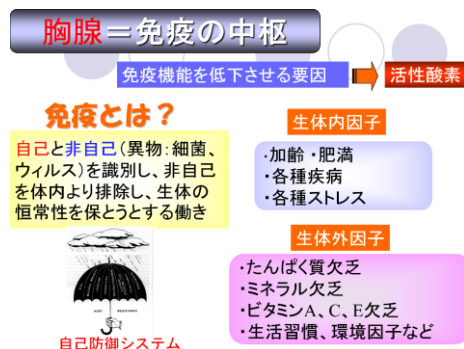 胸腺＝免疫の中枢
免疫機能を低下させる要因
活性酸素
免疫とは？
自己と非自己(異物:細菌、
ウィルス)を識別し、非自己
を体内より排除し、生体の
恒常性を保とうとする働き
自己防御システム
生体内因子
・加齢・肥満
・各種疾病
・各種ストレス
生体外因子
・たんぱく質欠乏
・ミネラル欠乏
・ビタミンA、C、E欠乏
・生活習慣、環境因子など